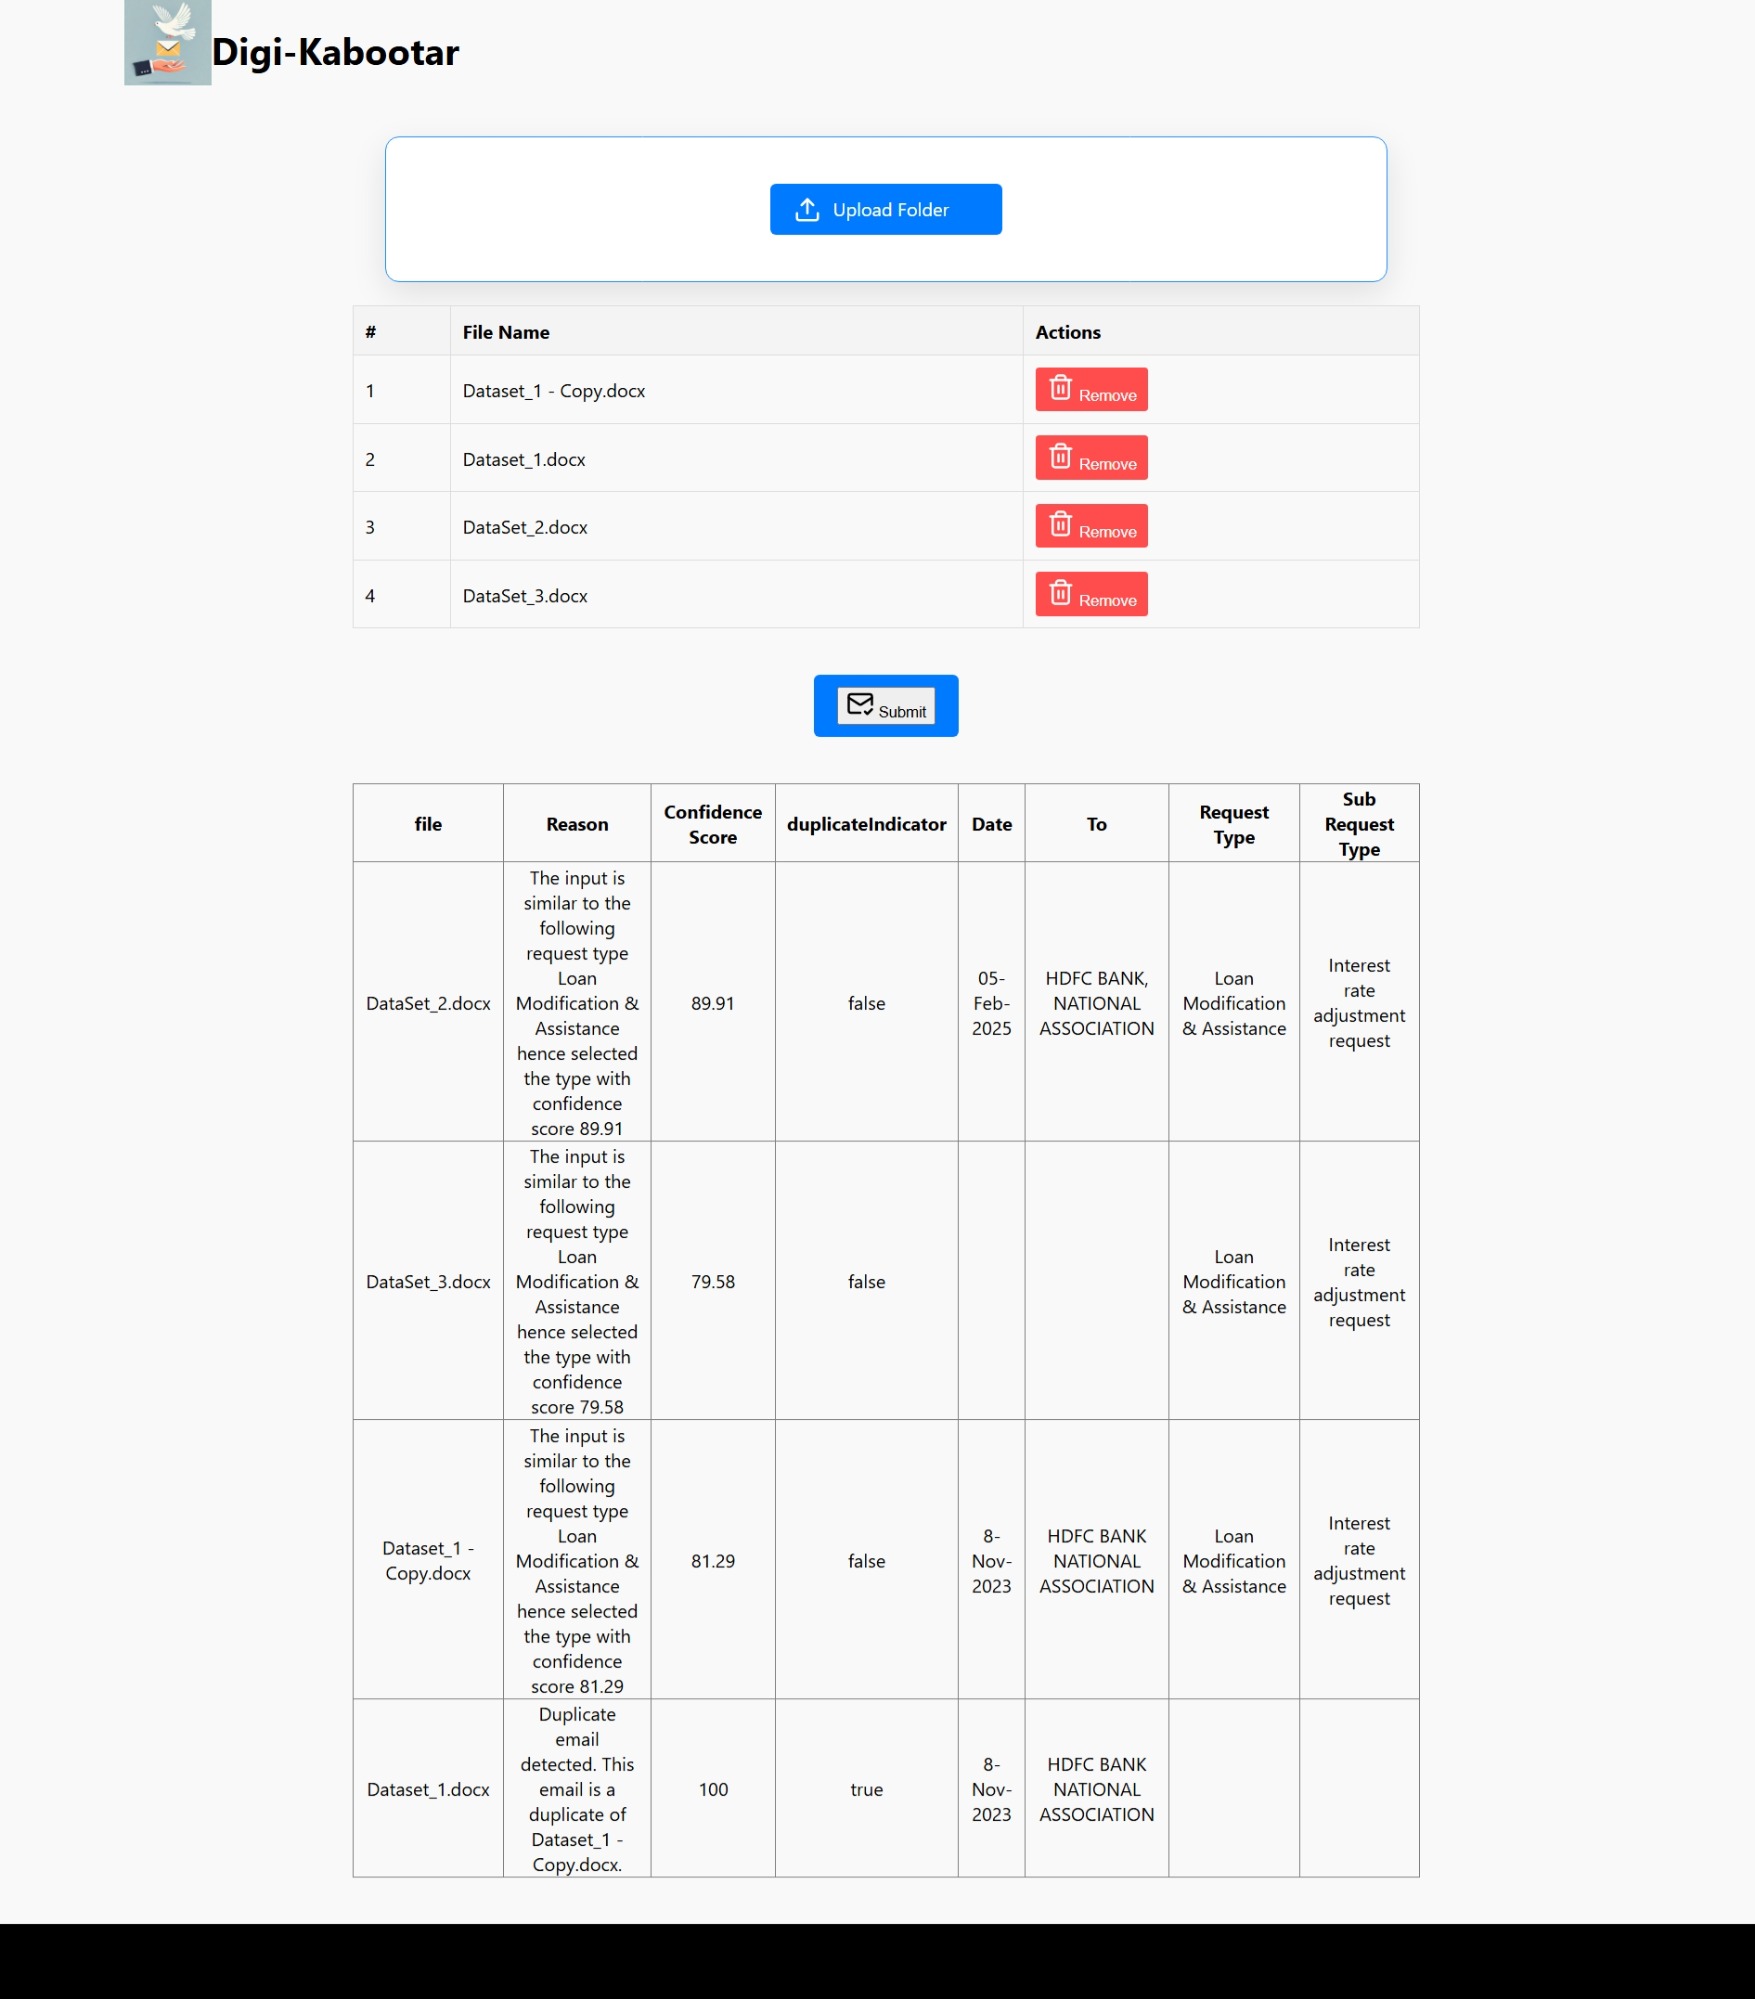 Digi-Kabootar
Upload Folder
# File Name Actions
1 Dataset_1 - Copy.docx Remove
2 Dataset_1.docx Remove
3 DataSet_2.docx Remove
4 DataSet_3.docx Remove
Submit
file Reason Confidence Score duplicateIndicator Date To Request Type Sub Request Type
DataSet_2.docx
The input is
similar to the
following
request type
Loan
Modification &
Assistance
hence selected
the type with
confidence
score 89.91
89.91
false
05-
Feb-
2025
HDFC BANK,
NATIONAL
ASSOCIATION
Loan
Modification
& Assistance
Interest
rate
adjustment
request
DataSet_3.docx
The input is
similar to the
following
request type
Loan
Modification &
Assistance
hence selected
the type with
confidence
score 79.58
79.58
false
Loan
Modification
& Assistance
Interest
rate
adjustment
request
Dataset_1 -
Copy.docx
The input is
similar to the
following
request type
Loan
Modification &
Assistance
hence selected
the type with
confidence
score 81.29
81.29
false
8-
Nov-
2023
HDFC BANK
NATIONAL
ASSOCIATION
Loan
Modification
& Assistance
Interest
rate
adjustment
request
Dataset_1.docx
Duplicate
email
detected. This
email is a
duplicate of
Dataset_1 -
Copy.docx.
100
true
8-
Nov-
2023
HDFC BANK
NATIONAL
ASSOCIATION